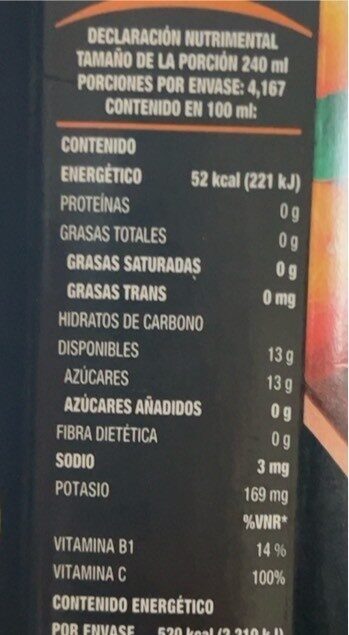 DECLARACIÓN NUTRIMENTAL
TAMAÑO DE LA PORCIÓN 240 ml
PORCIONES POR ENVASE: 4,167
CONTENIDO EN 100 ml:
CONTENIDO
ENERGÉTICO 52 kcal (221 kJ)
PROTEÍNAS 0 g
GRASAS TOTALES 0 g
GRASAS SATURADAS 0 g
GRASAS TRANS 0 mg
HIDRATOS DE CARBONO
DISPONIBLES 13 g
AZÚCARES 13 g
AZÚCARES AÑADIDOS 0 g
FIBRA DIETÉTICA 0 g
SODIO 3 mg
POTASIO 169 mg
%VNR*
VITAMINA B1 14 %
VITAMINA C 100%
CONTENIDO ENERGÉTICO
POR ENVASE 520 kcal